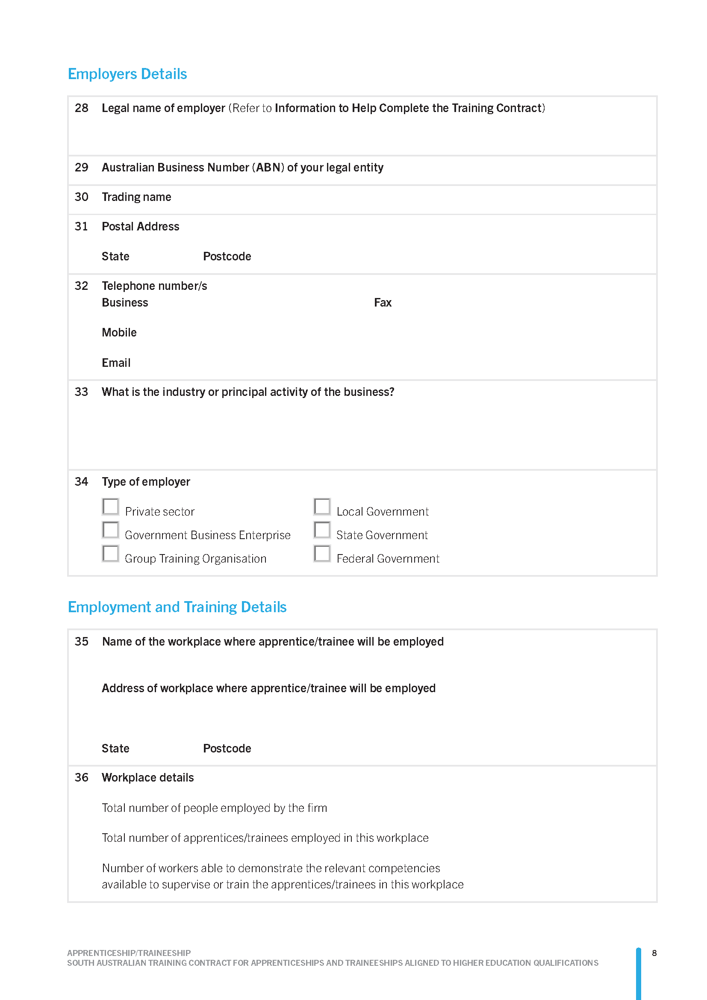 Employers Details
28 Legal name of employer (Refer to Information to Help Complete the Training Contract)
29 Australian Business Number (ABN) of your legal entity
30 Trading name
31 Postal Address
State Postcode
32 Telephone number/s
Business Fax
Mobile
Email
33 What is the industry or principal activity of the business?
34 Type of employer
Private sector Local Government
Government Business Enterprise State Government
Group Training Organisation Federal Government
Employment and Training Details
35 Name of the workplace where apprentice/trainee will be employed
Address of workplace where apprentice/trainee will be employed
State Postcode
36 Workplace details
Total number of people employed by the firm
Total number of apprentices/trainees employed in this workplace
Number of workers able to demonstrate the relevant competencies
available to supervise or train the apprentices/trainees in this workplace
APPRENTICESHIP/TRAINEESHIP 8
SOUTH AUSTRALIAN TRAINING CONTRACT FOR APPRENTICESHIPS AND TRAINEESHIPS ALIGNED TO HIGHER EDUCATION QUALIFICATIONS